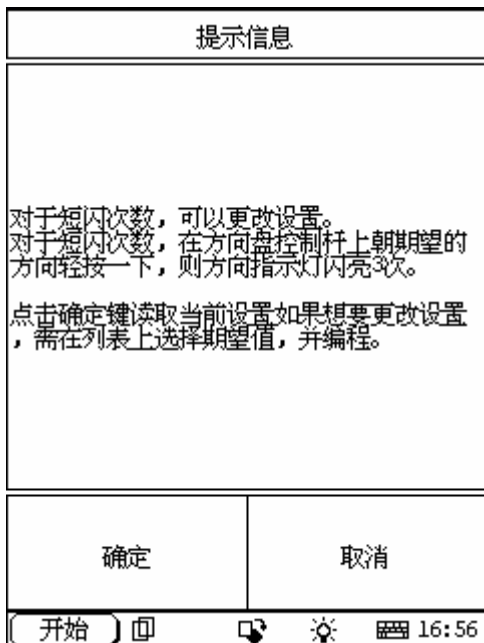 提示信息
对于短闪次数，可以更改设置。
对于短闪次数，在方向盘控制杆上朝期望的
方向轻按一下，则方向指示灯闪亮3次。
点击确定键读取当前设置如果想要更改设置
，需在列表上选择期望值，并编程。
确定
取消
开始
16:56